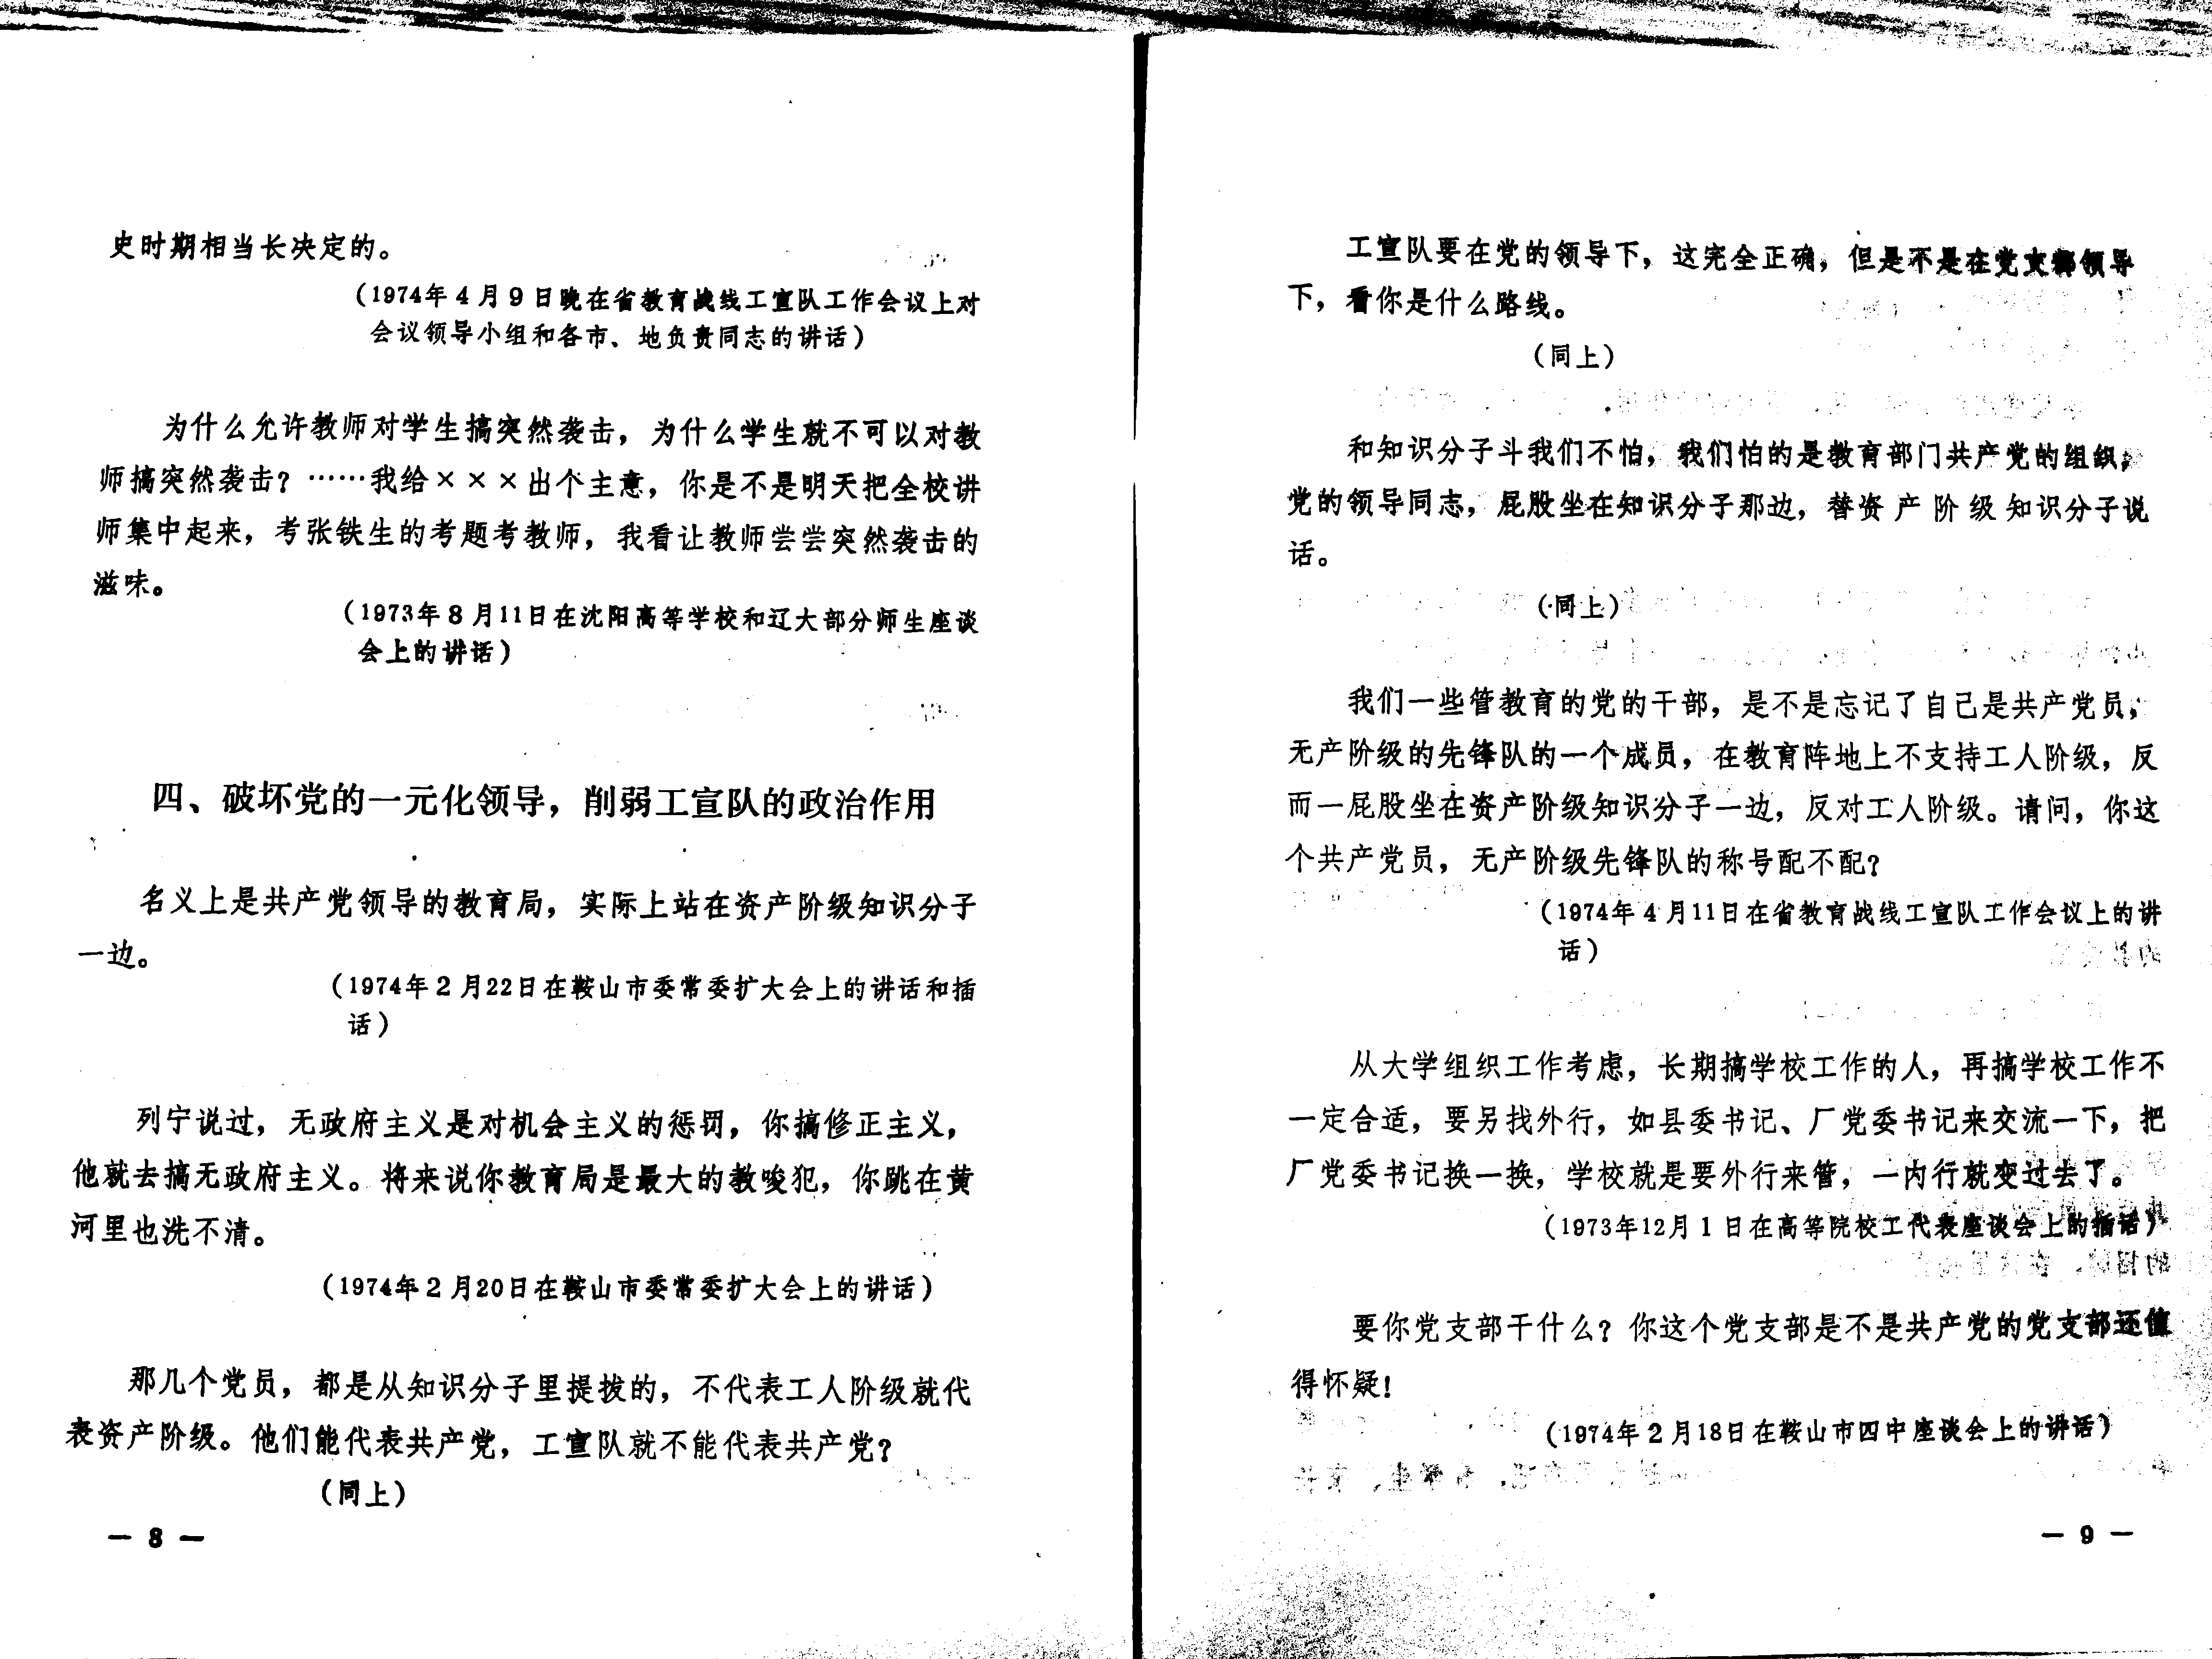 史时期相当长决定的。
（1974年4月9日晚在省教育战线工宣队工作会议上对
会议领导小组和各市、地负责同志的讲话）
为什么允许教师对学生搞突然袭击，为什么学生就不可以对教
师搞突然袭击？……我给×××出个主意，你是不是明天把全校讲
师集中起来，考张铁生的考题考教师，我看让教师尝尝突然袭击的
滋味。
（1973年8月11日在沈阳高等学校和辽大部分师生座谈
会上的讲话）
四、破坏党的一元化领导，削弱工宣队的政治作用
名义上是共产党领导的教育局，实际上站在资产阶级知识分子
一边。
（1974年2月22日在鞍山市委常委扩大会上的讲话和插
话）
列宁说过，无政府主义是对机会主义的惩罚，你搞修正主义，
他就去搞无政府主义。将来说你教育局是最大的教唆犯，你跳在黄
河里也洗不清。
（1974年2月20日在鞍山市委常委扩大会上的讲话）
那几个党员，都是从知识分子里提拔的，不代表工人阶级就代
表资产阶级。他们能代表共产党，工宣队就不能代表共产党？
（同上）
— 8 —
工宣队要在党的领导下，这完全正确，但是不是在党支部领导
下，看你是什么路线。
（同上）
和知识分子斗我们不怕，我们怕的是教育部门共产党的组织，
党的领导同志，屁股坐在知识分子那边，替资产阶级知识分子说
话。
（同上）
我们一些管教育的党的干部，是不是忘记了自己是共产党员，
无产阶级的先锋队的一个成员，在教育阵地上不支持工人阶级，反
而一屁股坐在资产阶级知识分子一边，反对工人阶级。请问，你这
个共产党员，无产阶级先锋队的称号配不配？
（1974年4月11日在省教育战线工宣队工作会议上的讲
话）
从大学组织工作考虑，长期搞学校工作的人，再搞学校工作不
一定合适，要另找外行，如县委书记、厂党委书记来交流一下，把
厂党委书记换一换，学校就是要外行来管，一内行就变过去了。
（1973年12月1日在高等院校工代表座谈会上的插话）
要你党支部干什么？你这个党支部是不是共产党的党支部还值
得怀疑！
（1974年2月18日在鞍山市四中座谈会上的讲话）
— 9 —